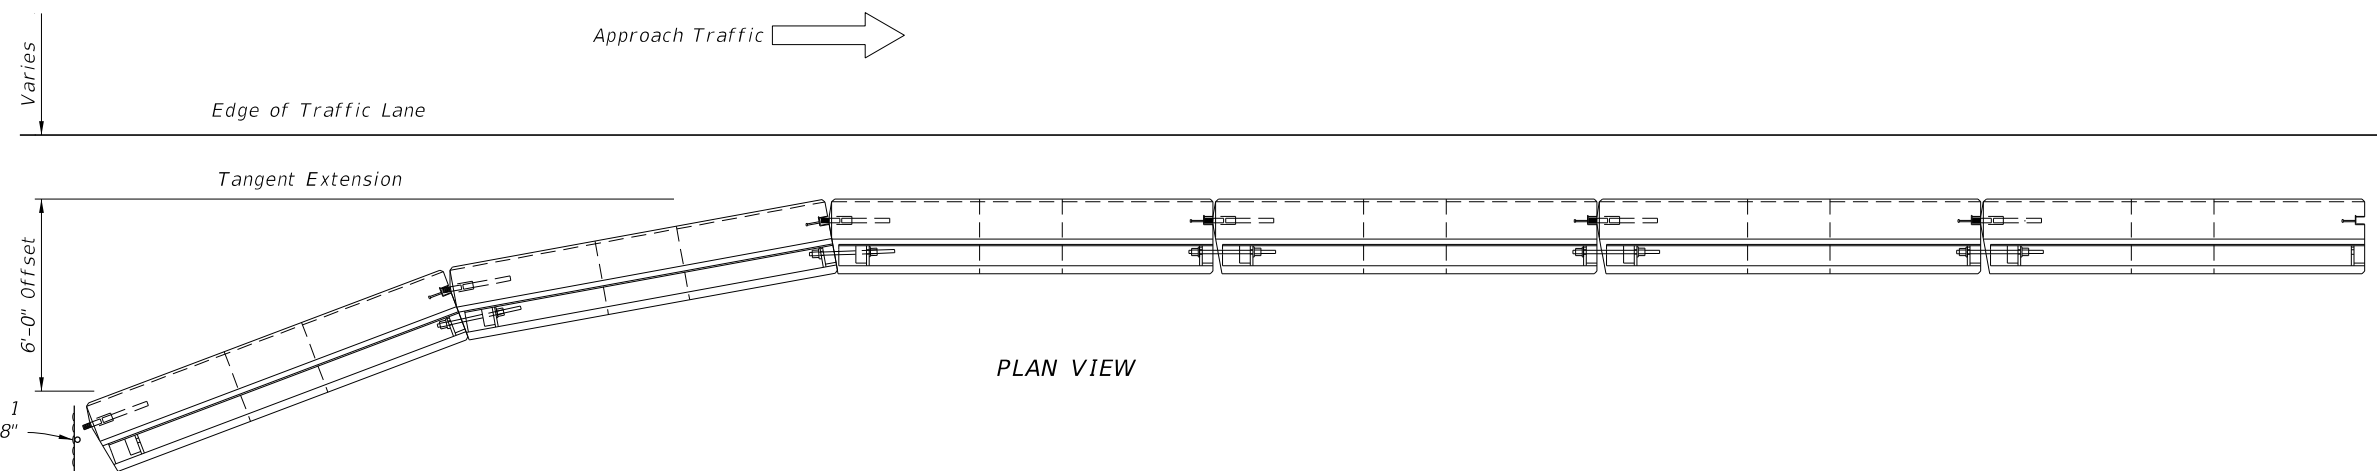 Approach Traffic
Varies
Edge of Traffic Lane
Tangent Extension
6'-0" Offset
PLAN VIEW
1
8"